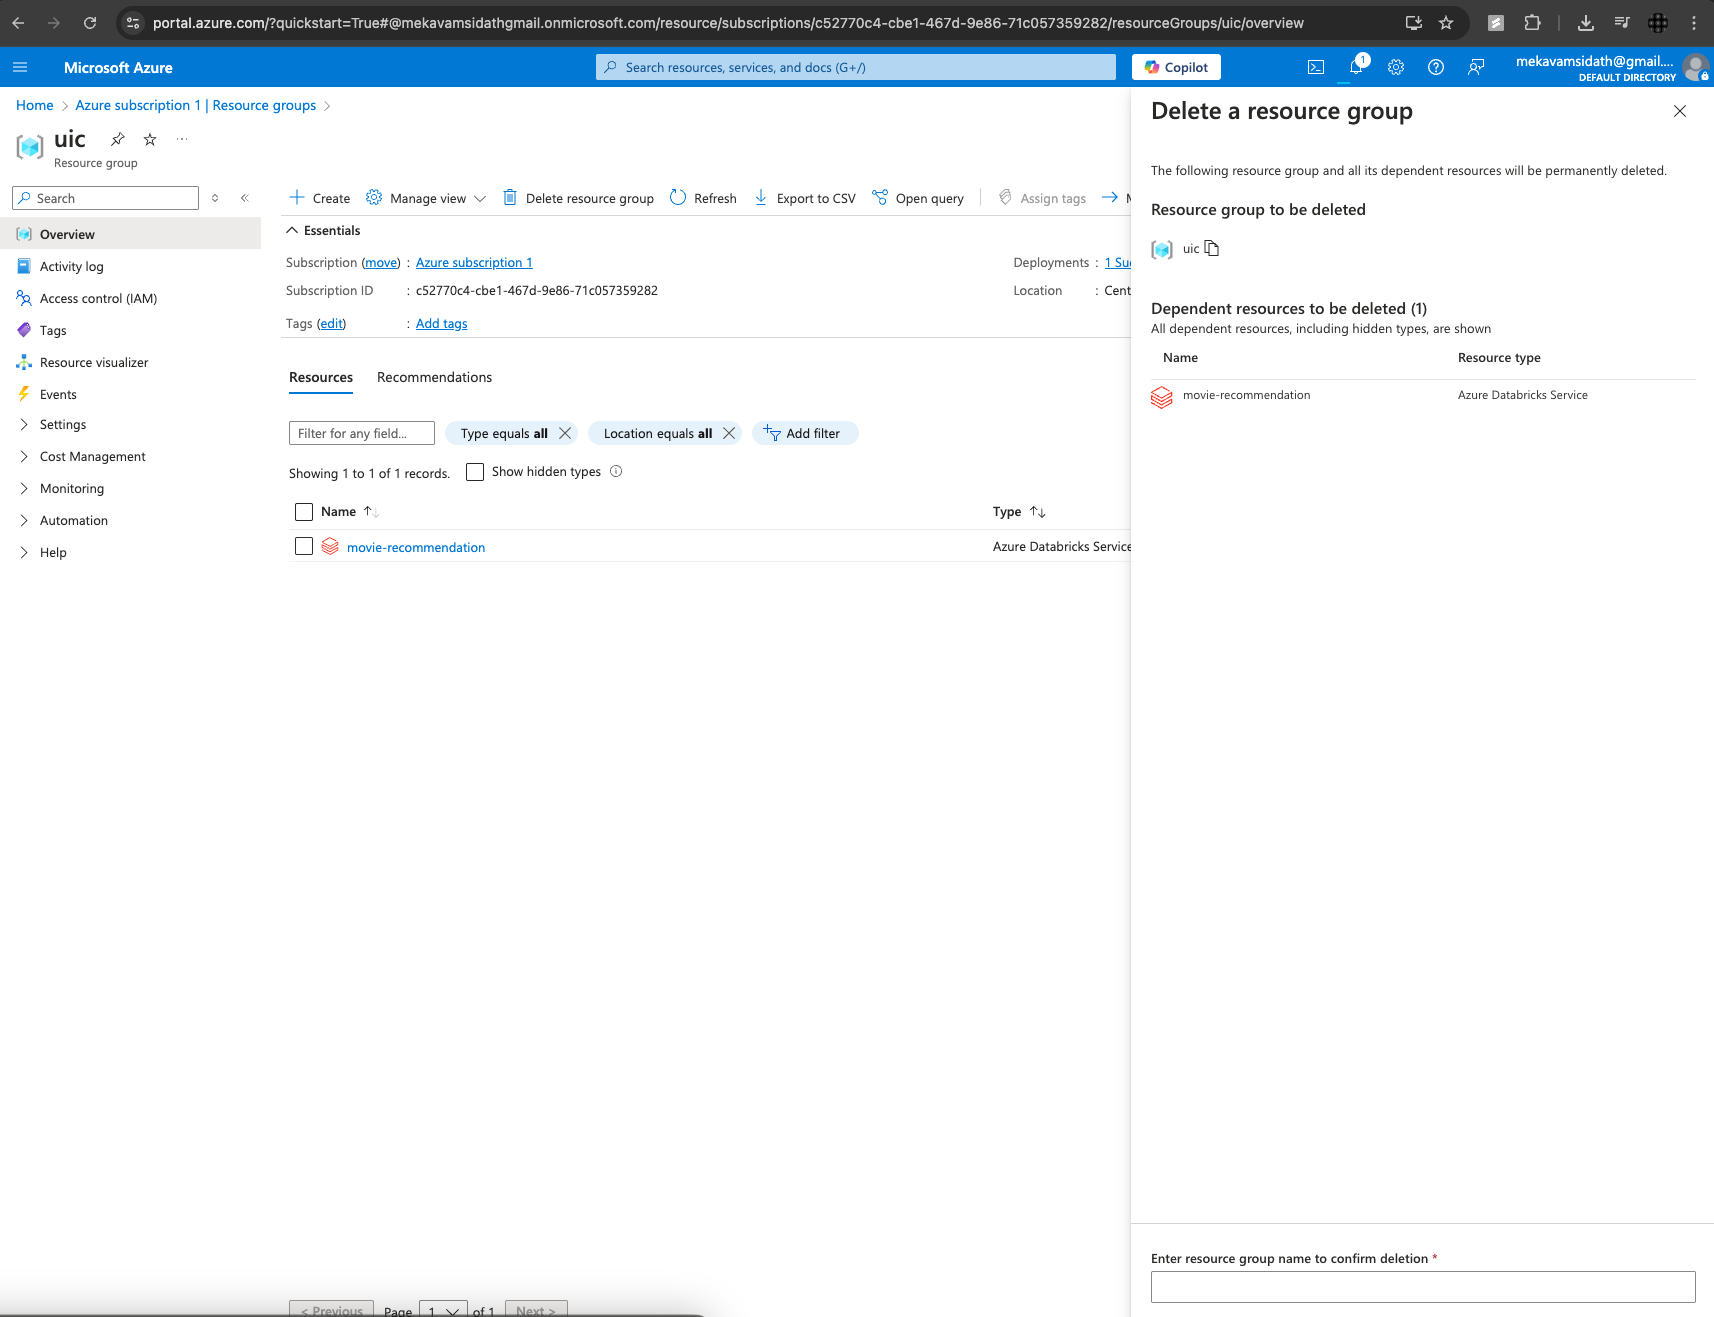 portal.azure.com/?quickstart=True#@mekavamsidathgmail.onmicrosoft.com/resource/subscriptions/c52770c4-cbe1-467d-9e86-71c057359282/resourceGroups/uic/overview
Microsoft Azure
Search resources, services, and docs (G+/)
Copilot
1
mekavamsidath@gmail....
DEFAULT DIRECTORY
Home > Azure subscription 1 | Resource groups >
uic
Resource group
Search
Overview
Activity log
Access control (IAM)
Tags
Resource visualizer
Events
Settings
Cost Management
Monitoring
Automation
Help
Create
Manage view
Delete resource group
Refresh
Export to CSV
Open query
Assign tags
Essentials
Subscription (move) : Azure subscription 1
Subscription ID : c52770c4-cbe1-467d-9e86-71c057359282
Tags (edit) : Add tags
Deployments : 1 Su
Location : Cent
Resources Recommendations
Filter for any field...
Type equals all
Location equals all
Add filter
Showing 1 to 1 of 1 records.
Show hidden types
Name
Type
movie-recommendation
Azure Databricks Service
< Previous Page 1 of 1 Next >
Delete a resource group
The following resource group and all its dependent resources will be permanently deleted.
Resource group to be deleted
uic
Dependent resources to be deleted (1)
All dependent resources, including hidden types, are shown
Name Resource type
movie-recommendation Azure Databricks Service
Enter resource group name to confirm deletion *